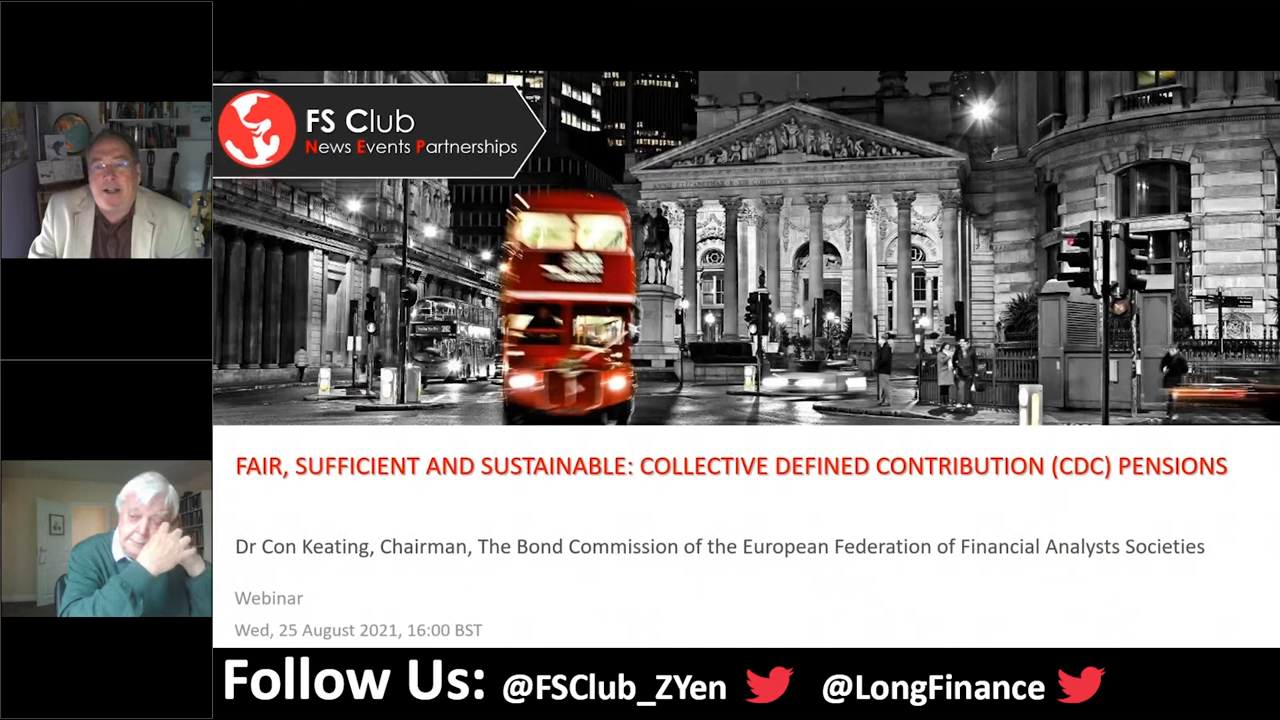 FS Club
News Events Partnerships
FAIR, SUFFICIENT AND SUSTAINABLE: COLLECTIVE DEFINED CONTRIBUTION (CDC) PENSIONS
Dr Con Keating, Chairman, The Bond Commission of the European Federation of Financial Analysts Societies
Webinar
Wed, 25 August 2021, 16:00 BST
Follow Us: @FSClub_ZYen @LongFinance